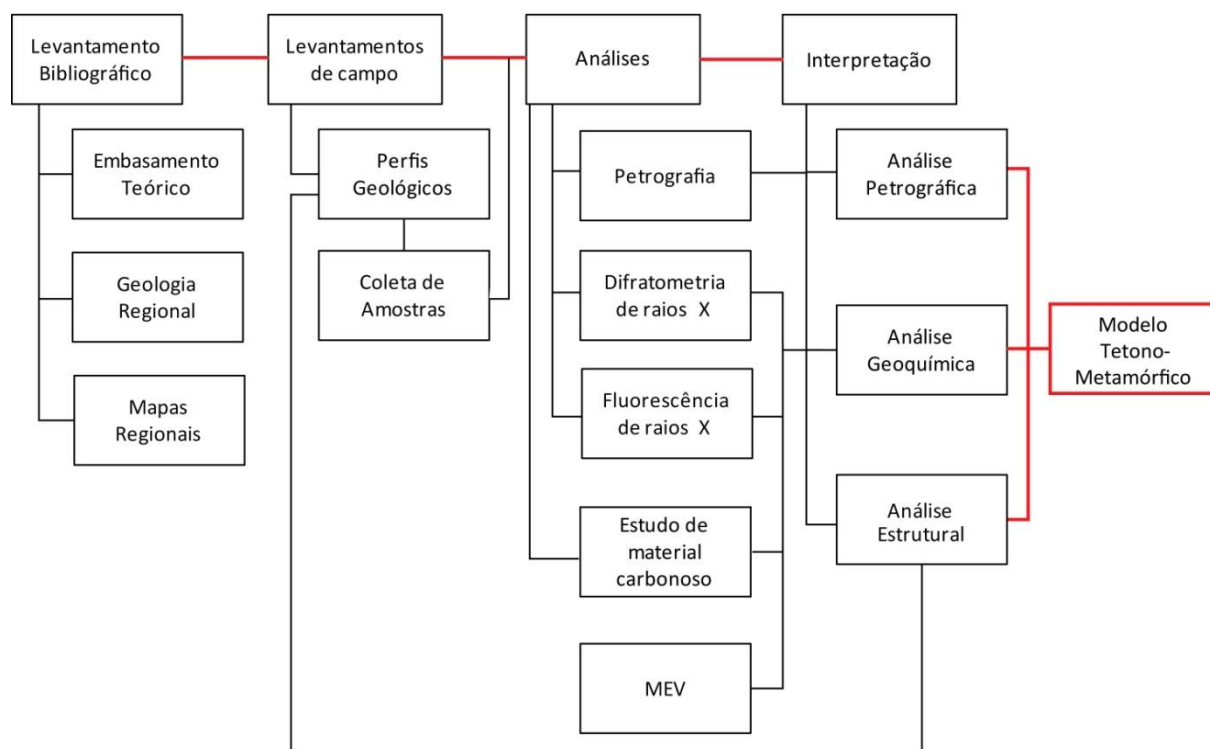 Levantamento
Bibliográfico
Levantamentos
de campo
Análises
Interpretação
Embasamento
Teórico
Geologia
Regional
Mapas
Regionais
Perfis
Geológicos
Coleta de
Amostras
Petrografia
Difratometria
de raios X
Fluorescência
de raios X
Estudo de
material
carbonoso
MEV
Análise
Petrográfica
Análise
Geoquímica
Análise
Estrutural
Modelo
Tetono-
Metamórfico